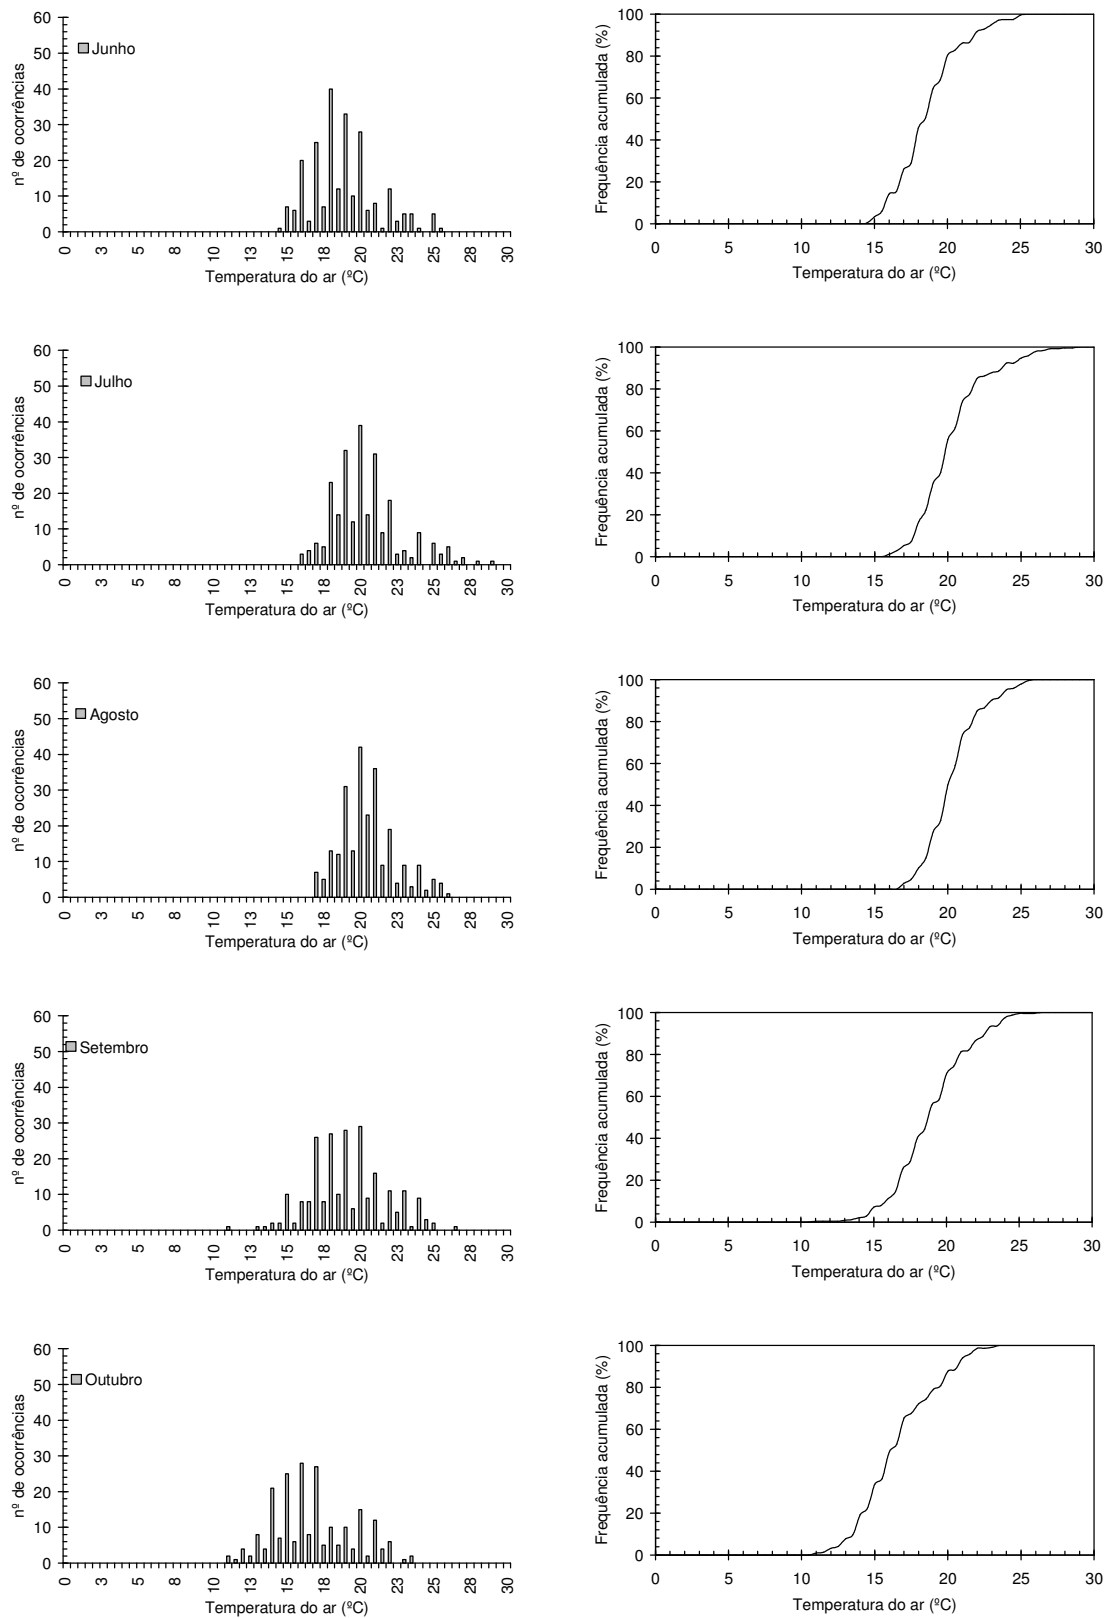 60
50
40
30
20
10
0
nº de ocorrências
Junho
0 3 5 8 10 13 15 18 20 23 25 28 30
Temperatura do ar (ºC)
100
80
60
40
20
0
Frequência acumulada (%)
0 5 10 15 20 25 30
Temperatura do ar (ºC)
60
50
40
30
20
10
0
nº de ocorrências
Julho
0 3 5 8 10 13 15 18 20 23 25 28 30
Temperatura do ar (ºC)
100
80
60
40
20
0
Frequência acumulada (%)
0 5 10 15 20 25 30
Temperatura do ar (ºC)
60
50
40
30
20
10
0
nº de ocorrências
Agosto
0 3 5 8 10 13 15 18 20 23 25 28 30
Temperatura do ar (ºC)
100
80
60
40
20
0
Frequência acumulada (%)
0 5 10 15 20 25 30
Temperatura do ar (ºC)
60
50
40
30
20
10
0
nº de ocorrências
Setembro
0 3 5 8 10 13 15 18 20 23 25 28 30
Temperatura do ar (ºC)
100
80
60
40
20
0
Frequência acumulada (%)
0 5 10 15 20 25 30
Temperatura do ar (ºC)
60
50
40
30
20
10
0
nº de ocorrências
Outubro
0 3 5 8 10 13 15 18 20 23 25 28 30
Temperatura do ar (ºC)
100
80
60
40
20
0
Frequência acumulada (%)
0 5 10 15 20 25 30
Temperatura do ar (ºC)